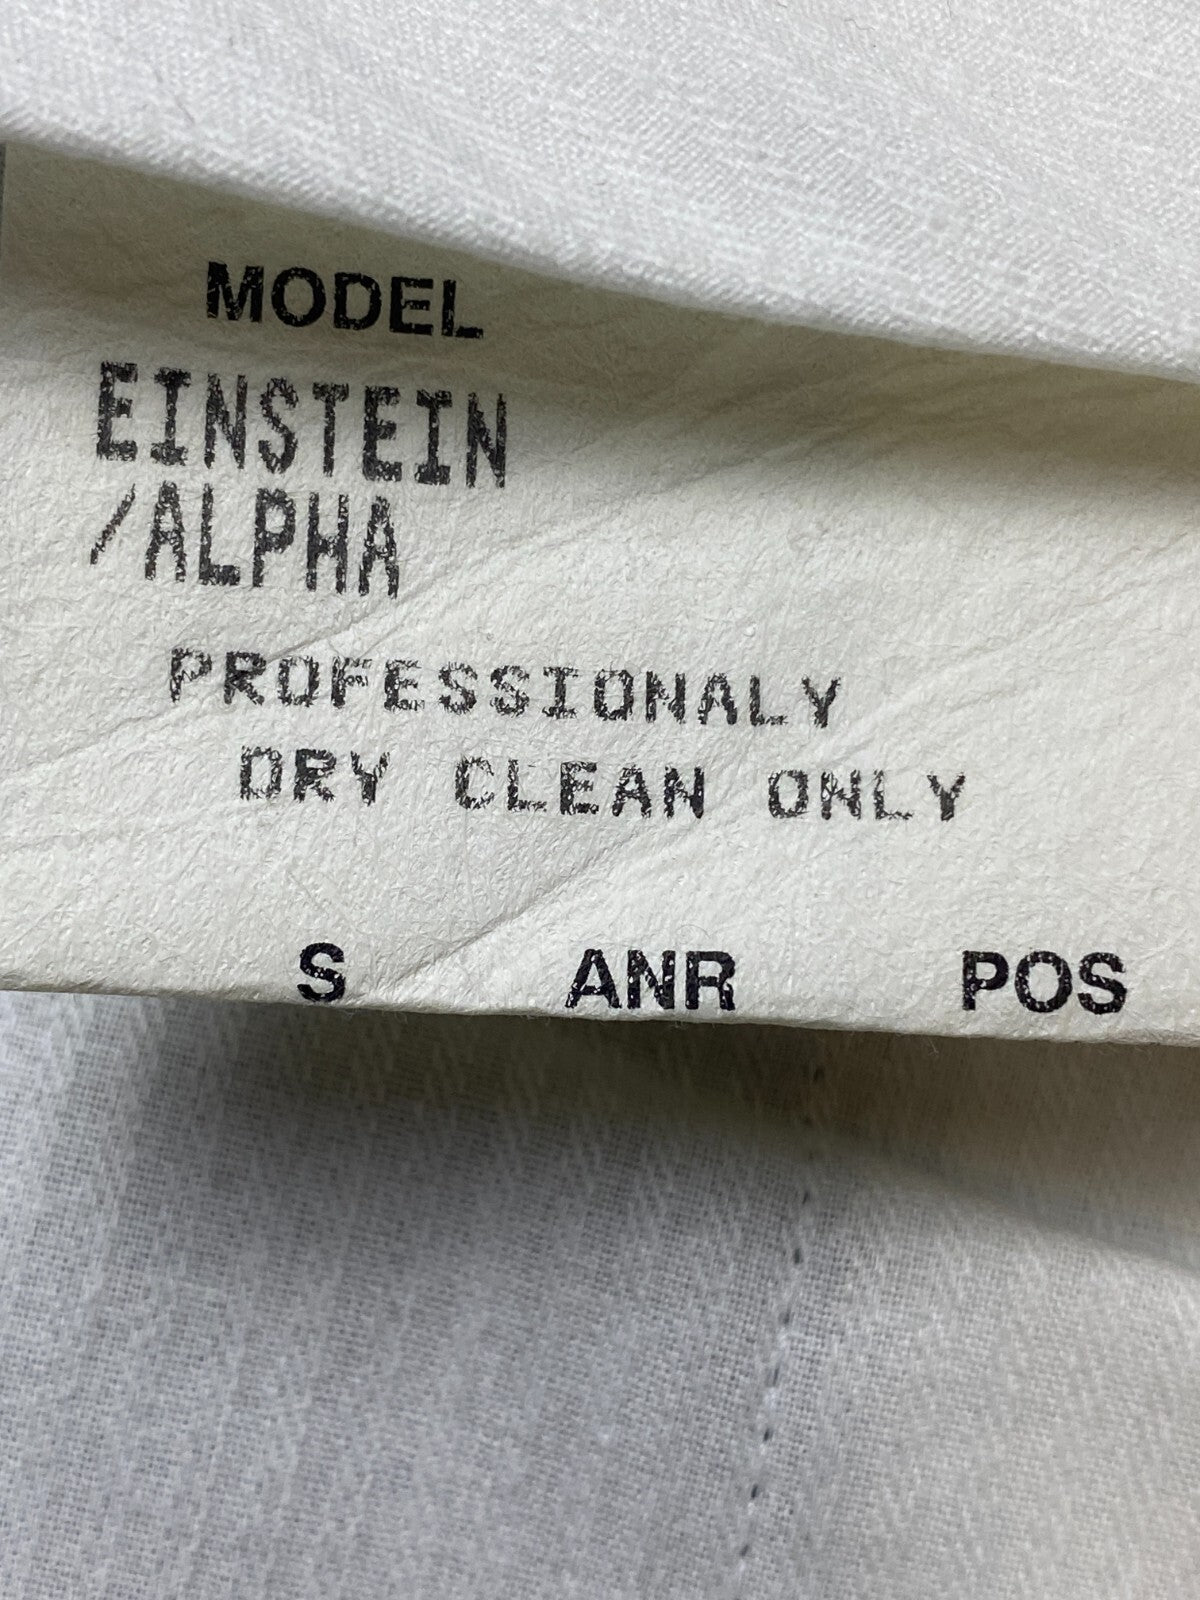 MODEL
EINSTEIN
/ALPHA
PROFESSIONALY
DRY CLEAN ONLY
S ANR POS